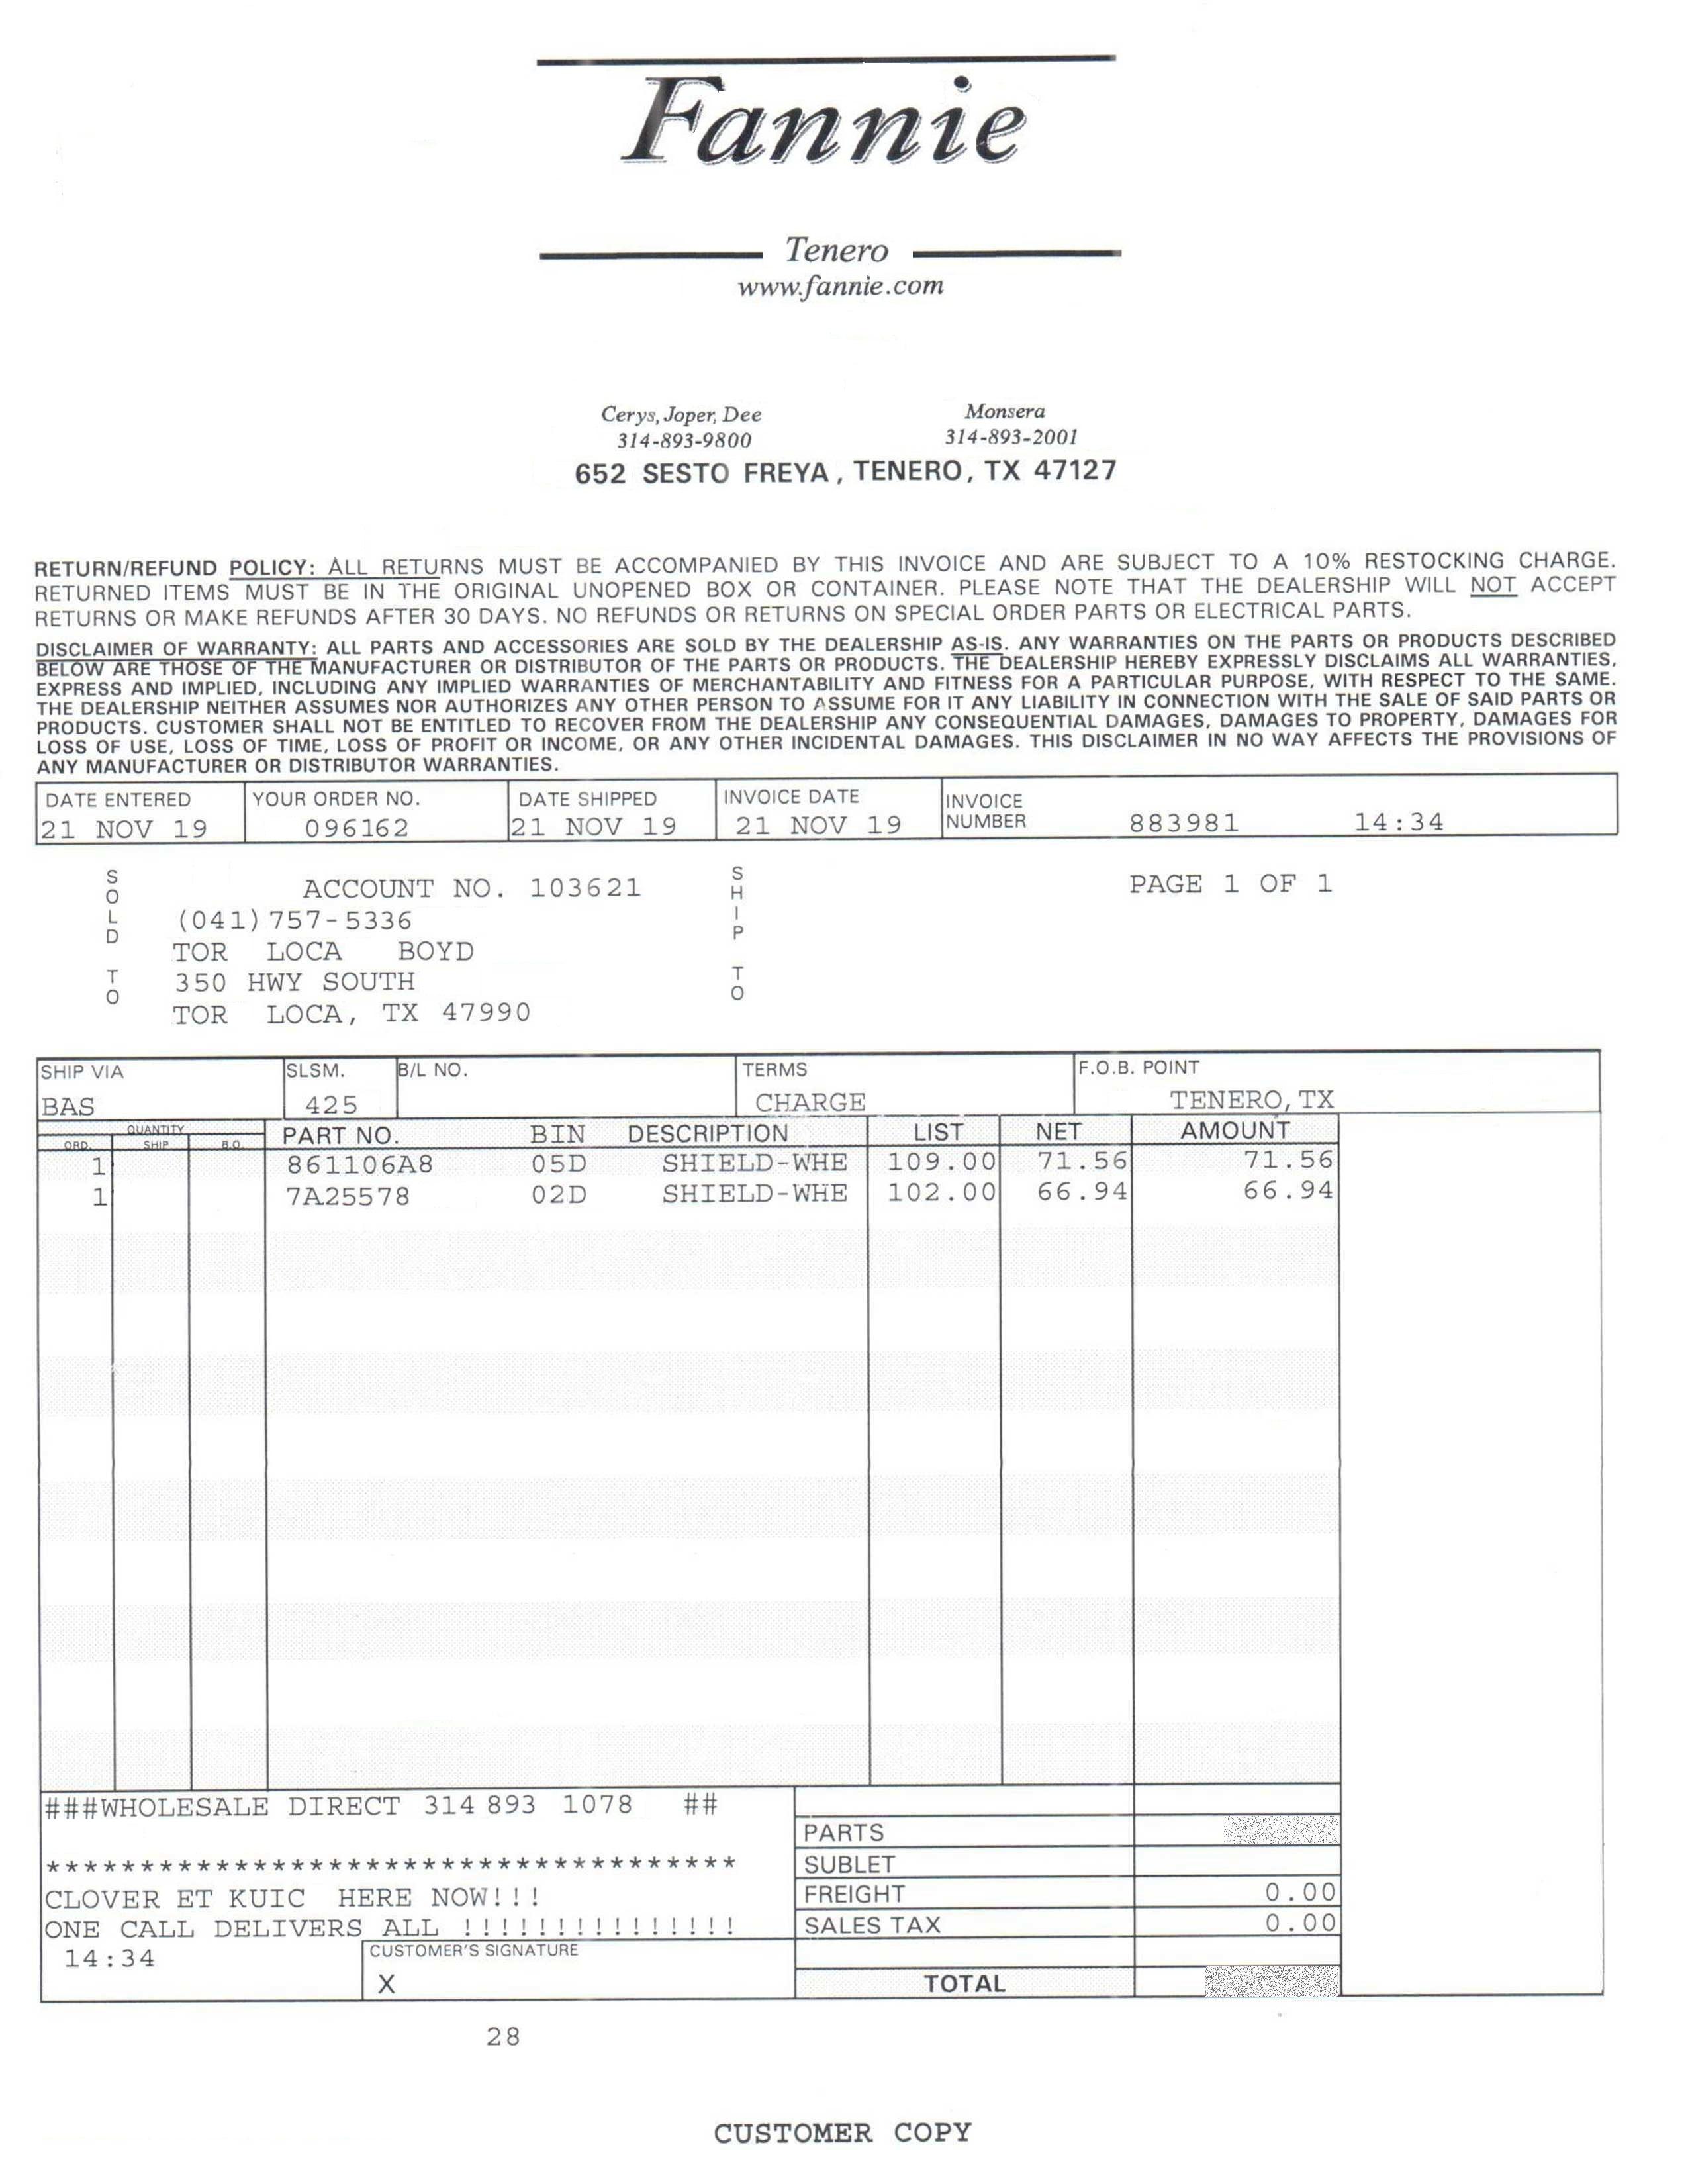 Fannie
Tenero
www.fannie.com
Cerys, Joper, Dee Monsera
314-893-9800 314-893-2001
652 SESTO FREYA, TENERO, TX 47127
RETURN/REFUND POLICY: ALL RETURNS MUST BE ACCOMPANIED BY THIS INVOICE AND ARE SUBJECT TO A 10% RESTOCKING CHARGE.
RETURNED ITEMS MUST BE IN THE ORIGINAL UNOPENED BOX OR CONTAINER. PLEASE NOTE THAT THE DEALERSHIP WILL NOT ACCEPT
RETURNS OR MAKE REFUNDS AFTER 30 DAYS. NO REFUNDS OR RETURNS ON SPECIAL ORDER PARTS OR ELECTRICAL PARTS.
DISCLAIMER OF WARRANTY: ALL PARTS AND ACCESSORIES ARE SOLD BY THE DEALERSHIP AS-IS. ANY WARRANTIES ON THE PARTS OR PRODUCTS DESCRIBED
BELOW ARE THOSE OF THE MANUFACTURER OR DISTRIBUTOR OF THE PARTS OR PRODUCTS. THE DEALERSHIP HEREBY EXPRESSLY DISCLAIMS ALL WARRANTIES,
EXPRESS AND IMPLIED, INCLUDING ANY IMPLIED WARRANTIES OF MERCHANTABILITY AND FITNESS FOR A PARTICULAR PURPOSE, WITH RESPECT TO THE SAME.
THE DEALERSHIP NEITHER ASSUMES NOR AUTHORIZES ANY OTHER PERSON TO ASSUME FOR IT ANY LIABILITY IN CONNECTION WITH THE SALE OF SAID PARTS OR
PRODUCTS. CUSTOMER SHALL NOT BE ENTITLED TO RECOVER FROM THE DEALERSHIP ANY CONSEQUENTIAL DAMAGES, DAMAGES TO PROPERTY, DAMAGES FOR
LOSS OF USE, LOSS OF TIME, LOSS OF PROFIT OR INCOME, OR ANY OTHER INCIDENTAL DAMAGES. THIS DISCLAIMER IN NO WAY AFFECTS THE PROVISIONS OF
ANY MANUFACTURER OR DISTRIBUTOR WARRANTIES.
DATE ENTERED YOUR ORDER NO. DATE SHIPPED INVOICE DATE INVOICE NUMBER
21 NOV 19 096162 21 NOV 19 21 NOV 19 883981 14:34
SOLD TO SHIP TO
ACCOUNT NO. 103621 PAGE 1 OF 1
(041)757-5336
TOR LOCA BOYD
350 HWY SOUTH
TOR LOCA, TX 47990
SHIP VIA SLSM. B/L NO. TERMS F.O.B. POINT
BAS 425 CHARGE TENERO, TX
QUANTITY
ORD. SHIP B.O. PART NO. BIN DESCRIPTION LIST NET AMOUNT
1 861106A8 05D SHIELD-WHE 109.00 71.56 71.56
1 7A25578 02D SHIELD-WHE 102.00 66.94 66.94
###WHOLESALE DIRECT 314 893 1078 ##
PARTS
***************************************
SUBLET
CLOVER ET KUIC HERE NOW!!!
FREIGHT 0.00
ONE CALL DELIVERS ALL !!!!!!!!!!!!!!!
SALES TAX 0.00
14:34
CUSTOMER'S SIGNATURE
X
TOTAL
28
CUSTOMER COPY